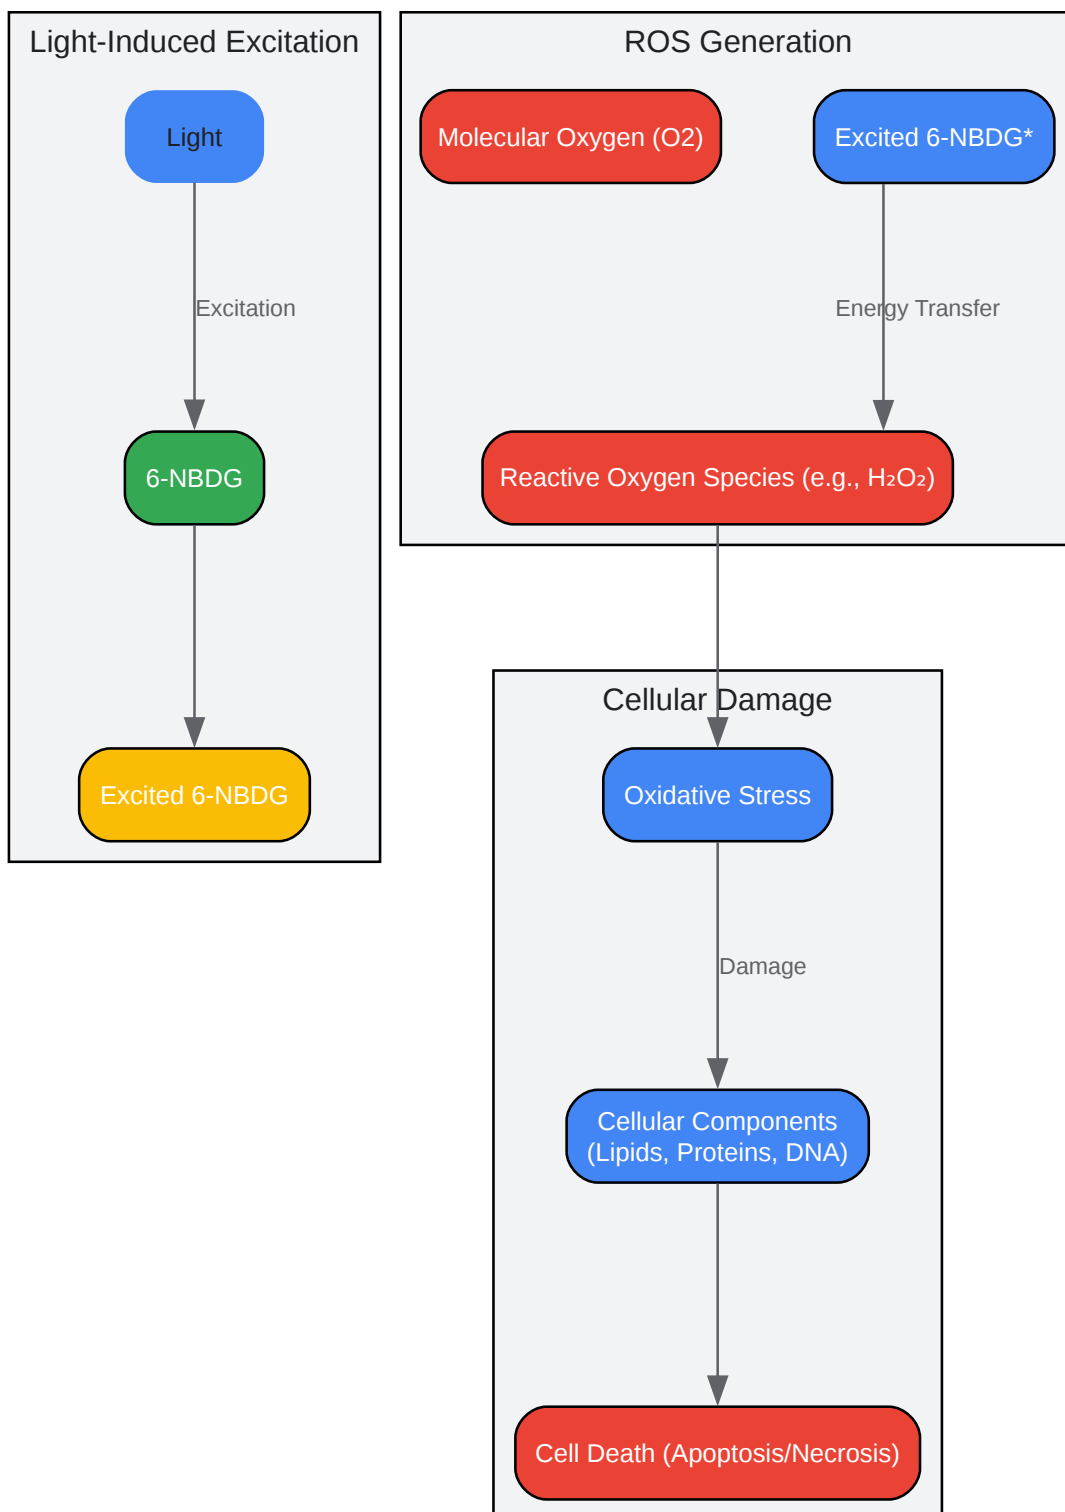 Light-Induced Excitation
Light
Excitation
6-NBDG
Excited 6-NBDG
ROS Generation
Molecular Oxygen (O2)
Excited 6-NBDG*
Energy Transfer
Reactive Oxygen Species (e.g., H₂O₂)
Cellular Damage
Oxidative Stress
Damage
Cellular Components
(Lipids, Proteins, DNA)
Cell Death (Apoptosis/Necrosis)